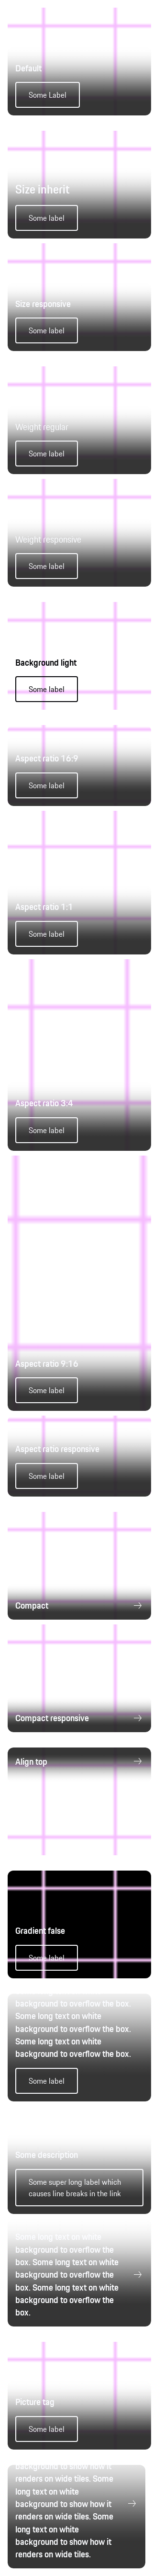 Default
Some Label
Size inherit
Some label
Size responsive
Some label
Weight regular
Some label
Weight responsive
Some label
Background light
Some label
Aspect ratio 16:9
Some label
Aspect ratio 1:1
Some label
Aspect ratio 3:4
Some label
Aspect ratio 9:16
Some label
Aspect ratio responsive
Some label
Compact
Compact responsive
Align top
Gradient false
Some label
background to overflow the box.
Some long text on white
background to overflow the box.
Some long text on white
background to overflow the box.
Some label
Some description
Some super long label which
causes line breaks in the link
Some long text on white
background to overflow the
box. Some long text on white
background to overflow the
box. Some long text on white
background to overflow the
box.
Picture tag
Some label
background to show how it
renders on wide tiles. Some
long text on white
background to show how it
renders on wide tiles. Some
long text on white
background to show how it
renders on wide tiles.